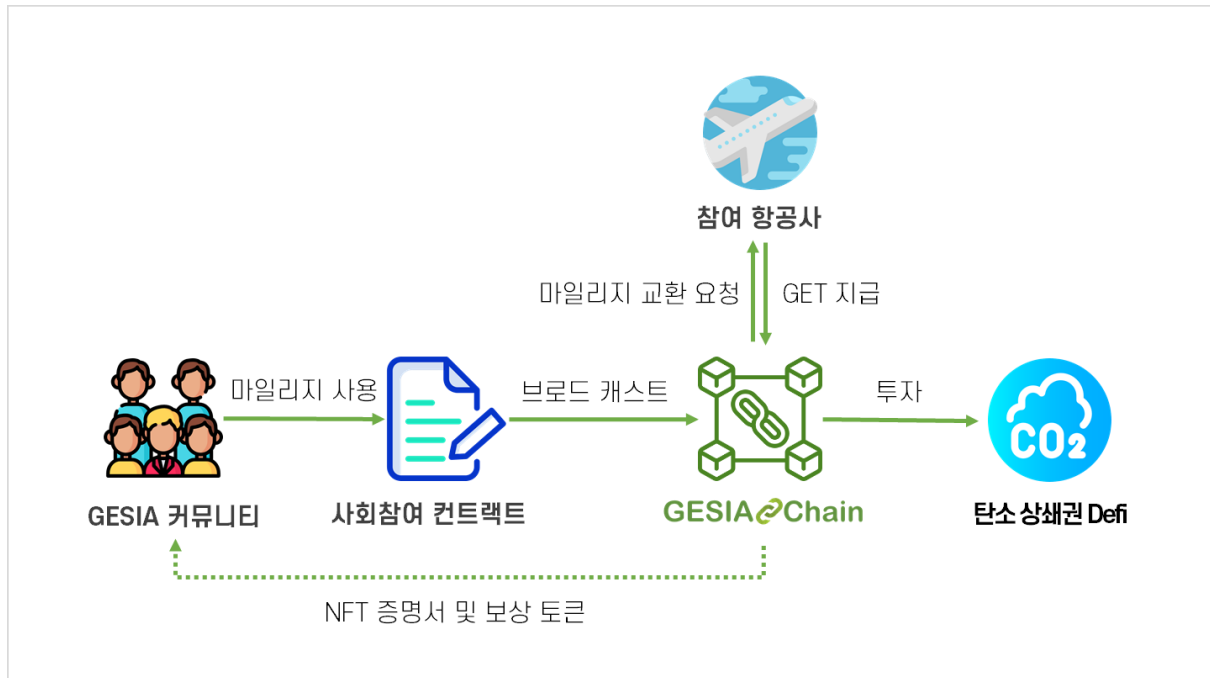 참여 항공사
마일리지 교환 요청
GET 지급
마일리지 사용
브로드 캐스트
투자
CO2
GESIA 커뮤니티
사회참여 컨트랙트
GESIA Chain
탄소 상쇄권 Defi
NFT 증명서 및 보상 토큰